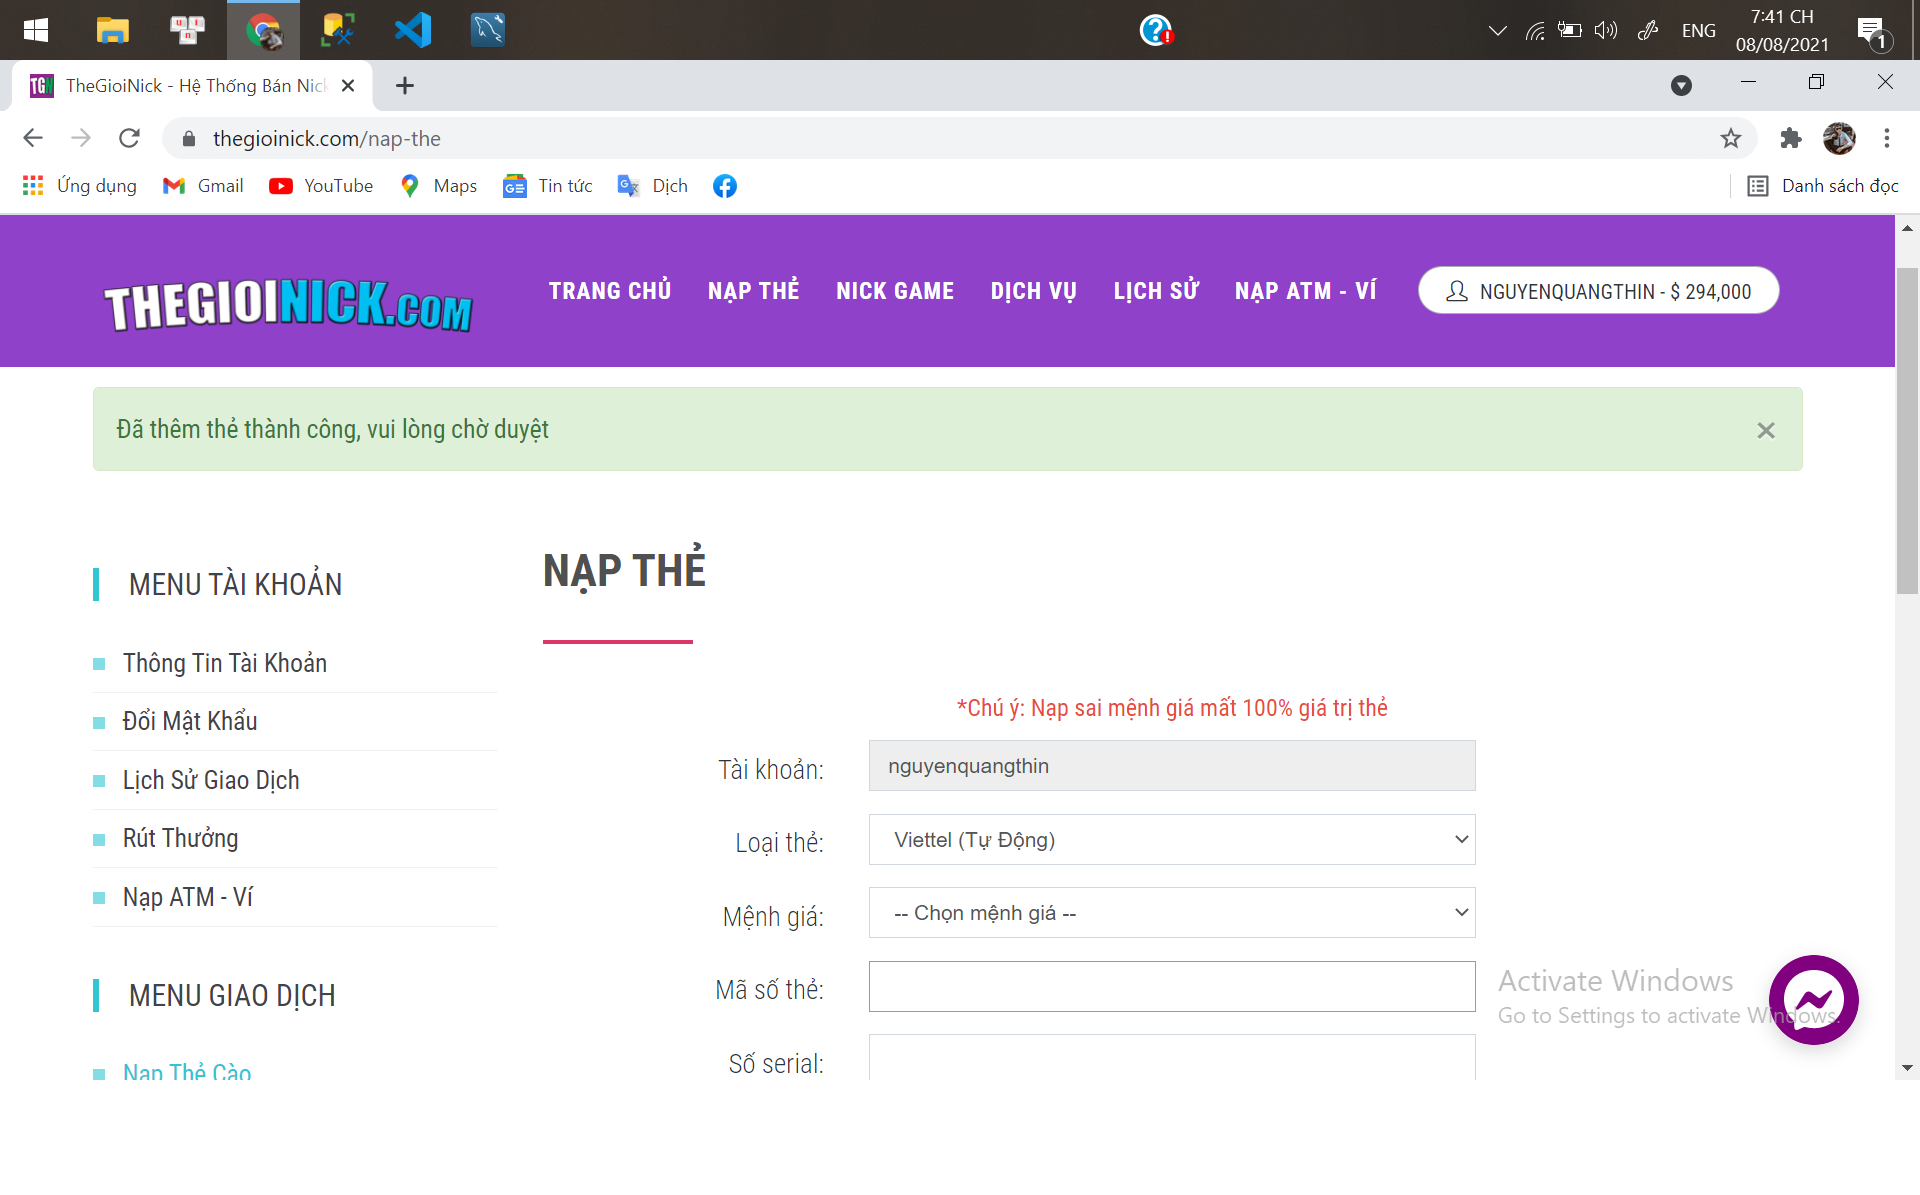 7:41 CH
ENG
08/08/2021
1
TheGioiNick - Hệ Thống Bán Nick
thegioinick.com/nap-the
Ứng dụng
Gmail
YouTube
Maps
Tin tức
Dịch
Danh sách đọc
THEGIOINICK.COM
TRANG CHỦ
NẠP THẺ
NICK GAME
DỊCH VỤ
LỊCH SỬ
NẠP ATM - VÍ
NGUYENQUANGTHIN - $ 294,000
Đã thêm thẻ thành công, vui lòng chờ duyệt
×
MENU TÀI KHOẢN
Thông Tin Tài Khoản
Đổi Mật Khẩu
Lịch Sử Giao Dịch
Rút Thưởng
Nạp ATM - Ví
MENU GIAO DỊCH
Nạp Thẻ Cào
NẠP THẺ
*Chú ý: Nạp sai mệnh giá mất 100% giá trị thẻ
Tài khoản:
nguyenquangthin
Loại thẻ:
Viettel (Tự Động)
Mệnh giá:
-- Chọn mệnh giá --
Mã số thẻ:
Số serial:
Activate Windows
Go to Settings to activate Windows.